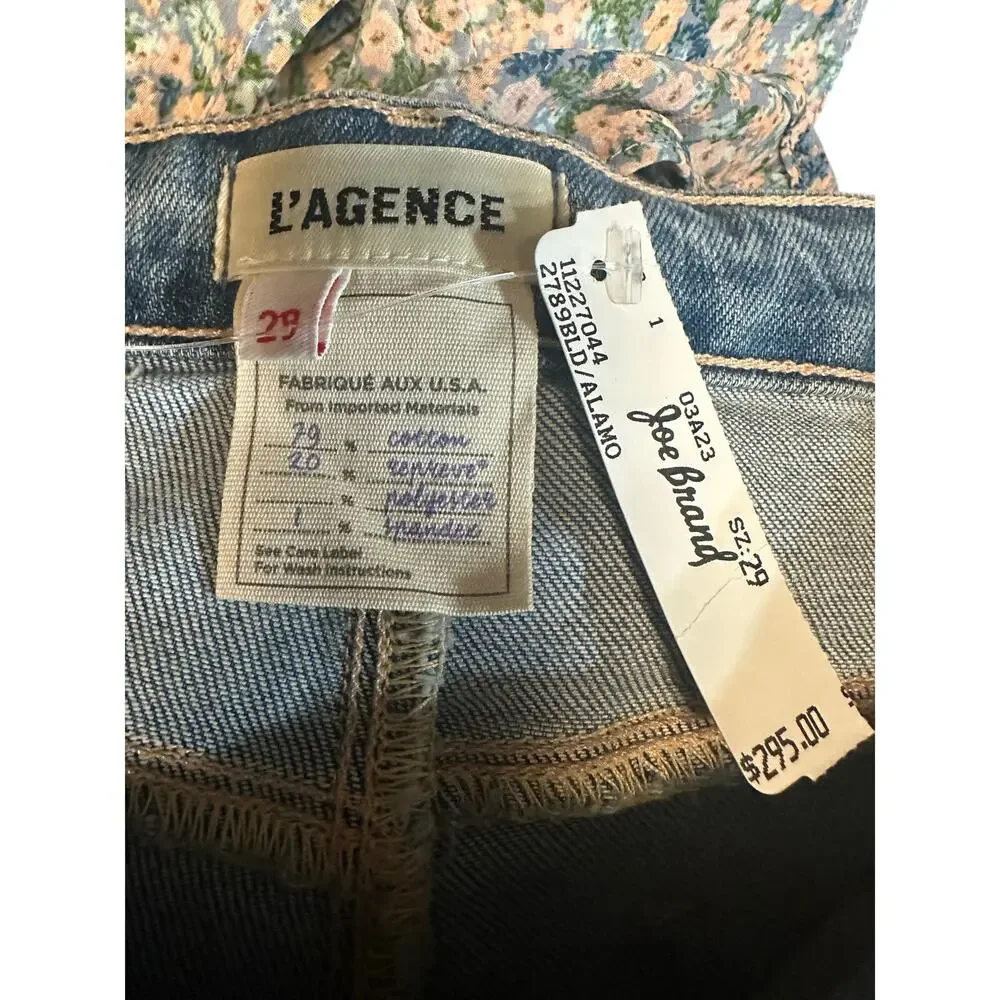 L'AGENCE
29
FABRIQUÉ AUX U.S.A.
From Imported Materials
79 % cotton
20 % repreve®
% polyester
1 % spandex
See Care Label
For Wash Instructions
1
11227044
2789BLD/ALAMO
03A23
Joe Brand
SZ:29
$295.00